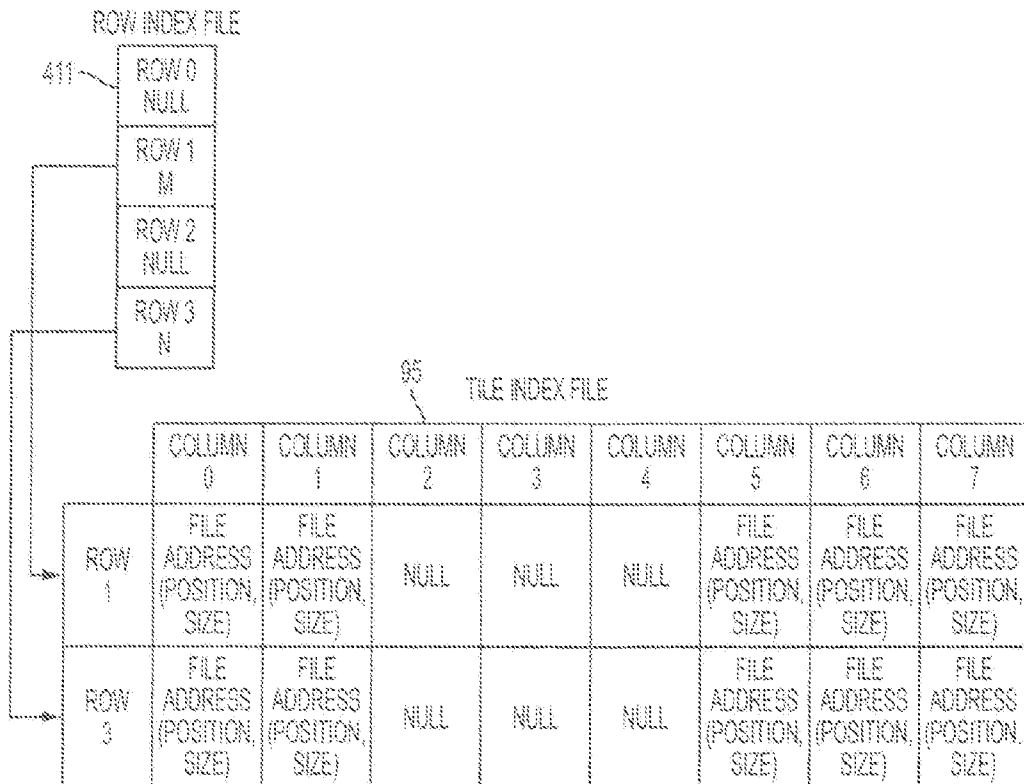 ROW INDEX FILE
411
ROW 0
NULL
ROW 1
M
ROW 2
NULL
ROW 3
N
95
TILE INDEX FILE
COLUMN 0
COLUMN 1
COLUMN 2
COLUMN 3
COLUMN 4
COLUMN 5
COLUMN 6
COLUMN 7
ROW 1
FILE ADDRESS (POSITION, SIZE)
FILE ADDRESS (POSITION, SIZE)
NULL
NULL
NULL
FILE ADDRESS (POSITION, SIZE)
FILE ADDRESS (POSITION, SIZE)
FILE ADDRESS (POSITION, SIZE)
ROW 3
FILE ADDRESS (POSITION, SIZE)
FILE ADDRESS (POSITION, SIZE)
NULL
NULL
NULL
FILE ADDRESS (POSITION, SIZE)
FILE ADDRESS (POSITION, SIZE)
FILE ADDRESS (POSITION, SIZE)